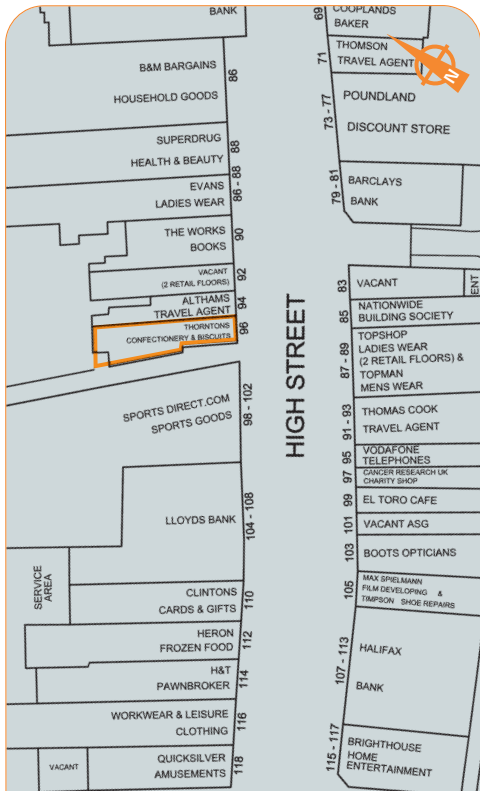 BANK
B&M BARGAINS
HOUSEHOLD GOODS
86
SUPERDRUG
HEALTH & BEAUTY
88
EVANS
LADIES WEAR
86 - 88
THE WORKS
BOOKS
90
VACANT
(2 RETAIL FLOORS)
92
ALTHAMS
TRAVEL AGENT
94
THORNTONS
CONFECTIONERY & BISCUITS
96
SPORTS DIRECT.COM
SPORTS GOODS
98 - 102
LLOYDS BANK
104 - 108
SERVICE
AREA
CLINTONS
CARDS & GIFTS
110
HERON
FROZEN FOOD
112
H&T
PAWNBROKER
114
WORKWEAR & LEISURE
CLOTHING
116
VACANT
QUICKSILVER
AMUSEMENTS
118
HIGH STREET
69
COOPLANDS
BAKER
71
THOMSON
TRAVEL AGENT
N
73 - 77
POUNDLAND
DISCOUNT STORE
79 - 81
BARCLAYS
BANK
83
VACANT
ENT
85
NATIONWIDE
BUILDING SOCIETY
87 - 89
TOPSHOP
LADIES WEAR
(2 RETAIL FLOORS) &
TOPMAN
MENS WEAR
91 - 93
THOMAS COOK
TRAVEL AGENT
95
VODAFONE
TELEPHONES
97
CANCER RESEARCH UK
CHARITY SHOP
99
EL TORO CAFE
101
VACANT ASG
103
BOOTS OPTICIANS
105
MAX SPIELMANN
FILM DEVELOPING &
TIMPSON SHOE REPAIRS
107 - 113
HALIFAX
BANK
115 - 117
BRIGHTHOUSE
HOME
ENTERTAINMENT